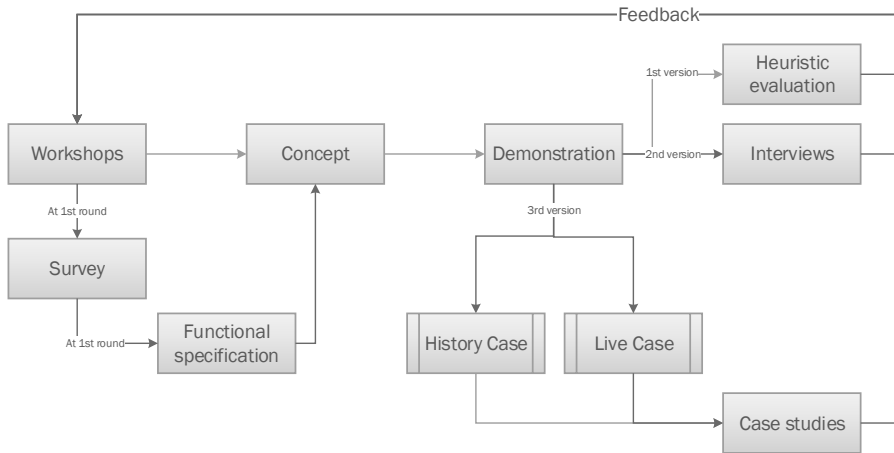 Feedback
1st version
Heuristic
evaluation
Workshops
Concept
Demonstration
2nd version
Interviews
At 1st round
3rd version
Survey
At 1st round
Functional
specification
History Case
Live Case
Case studies